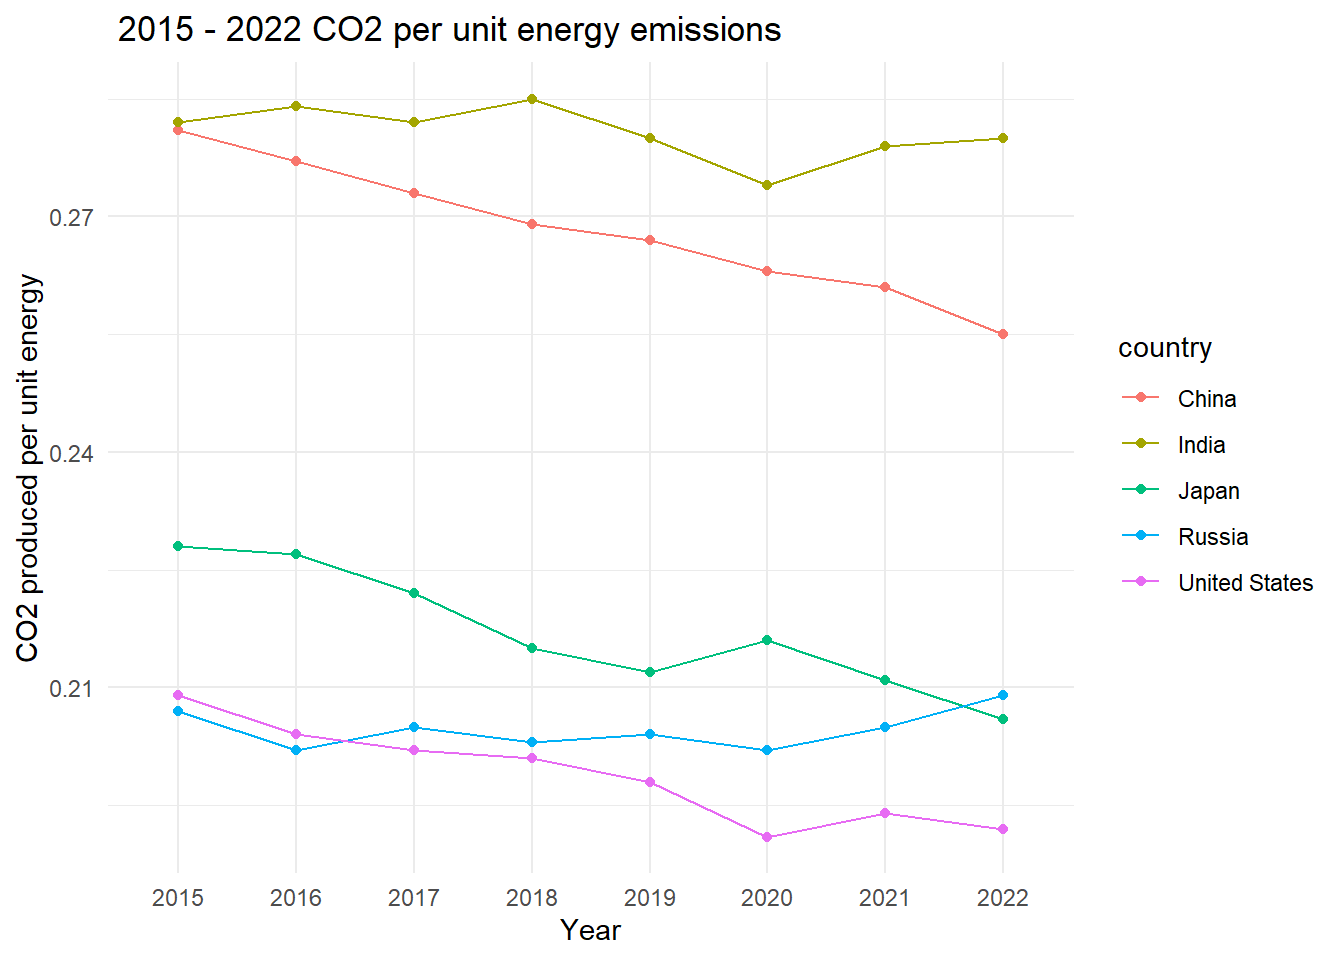 2015 - 2022 CO2 per unit energy emissions
CO2 produced per unit energy
0.27
0.24
0.21
2015 2016 2017 2018 2019 2020 2021 2022
Year
country
China
India
Japan
Russia
United States